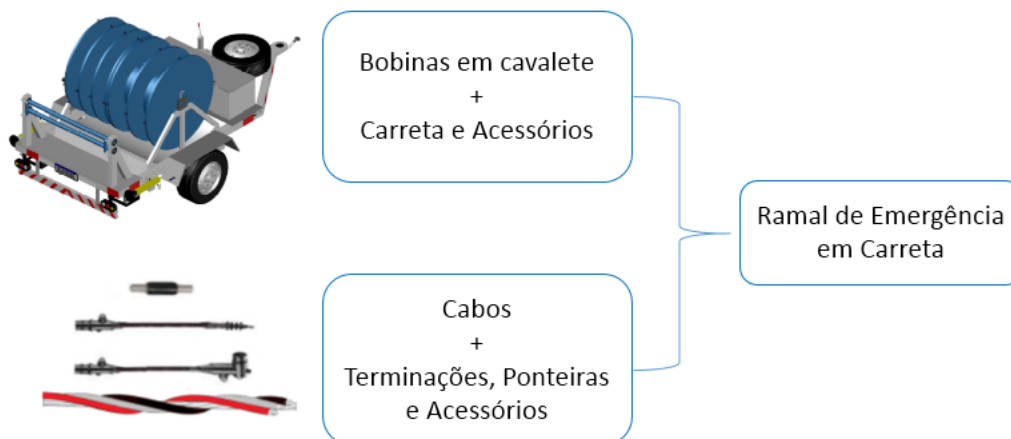 Bobinas em cavalete
+
Carreta e Acessórios
Ramal de Emergência
em Carreta
Cabos
+
Terminações, Ponteiras
e Acessórios